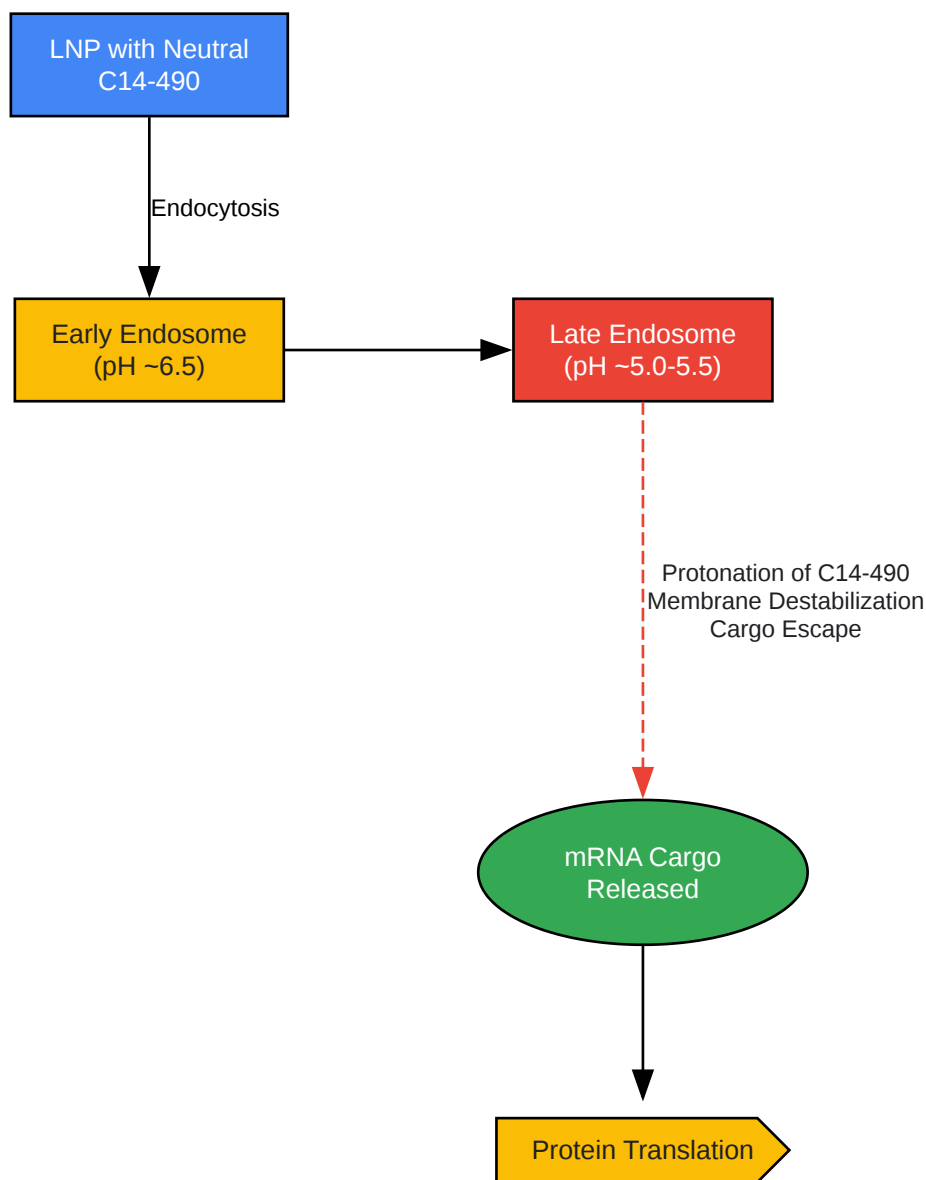 LNP with Neutral
C14-490
Endocytosis
Early Endosome
(pH ~6.5)
Late Endosome
(pH ~5.0-5.5)
Protonation of C14-490
Membrane Destabilization
Cargo Escape
mRNA Cargo
Released
Protein Translation